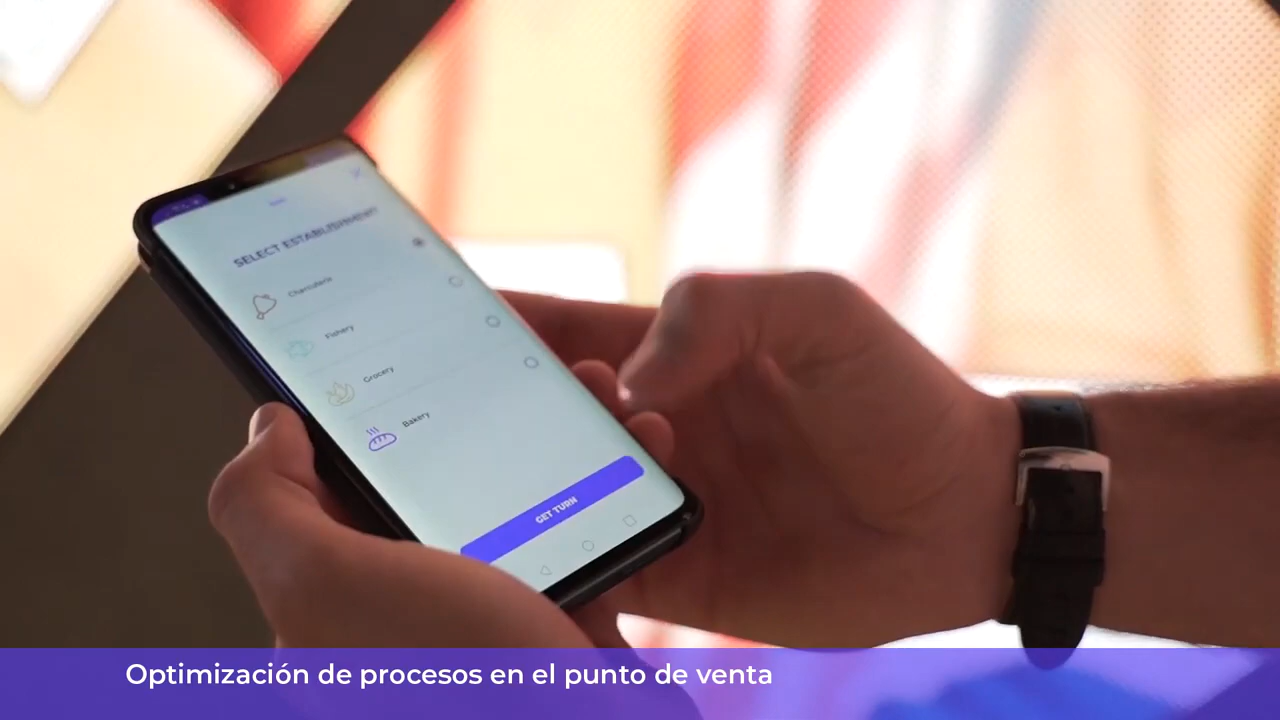 SELECT ESTABLISHMENT
Charcuterie
Fishery
Grocery
Bakery
GET TURN
Optimización de procesos en el punto de venta